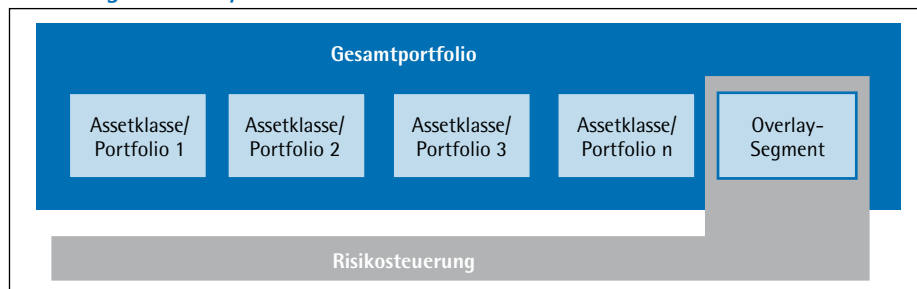 Gesamtportfolio
Assetklasse/
Portfolio 1
Assetklasse/
Portfolio 2
Assetklasse/
Portfolio 3
Assetklasse/
Portfolio n
Overlay-
Segment
Risikosteuerung